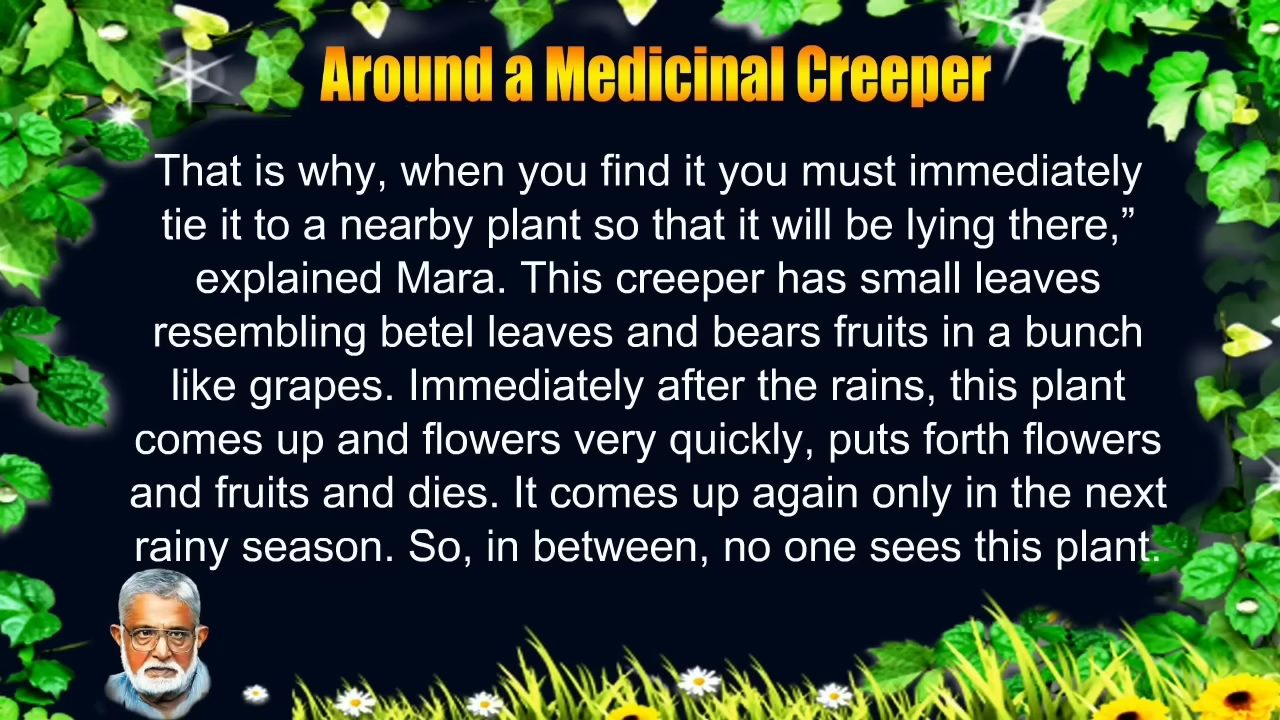 Around a Medicinal Creeper
That is why, when you find it you must immediately
tie it to a nearby plant so that it will be lying there,”
explained Mara. This creeper has small leaves
resembling betel leaves and bears fruits in a bunch
like grapes. Immediately after the rains, this plant
comes up and flowers very quickly, puts forth flowers
and fruits and dies. It comes up again only in the next
rainy season. So, in between, no one sees this plant.